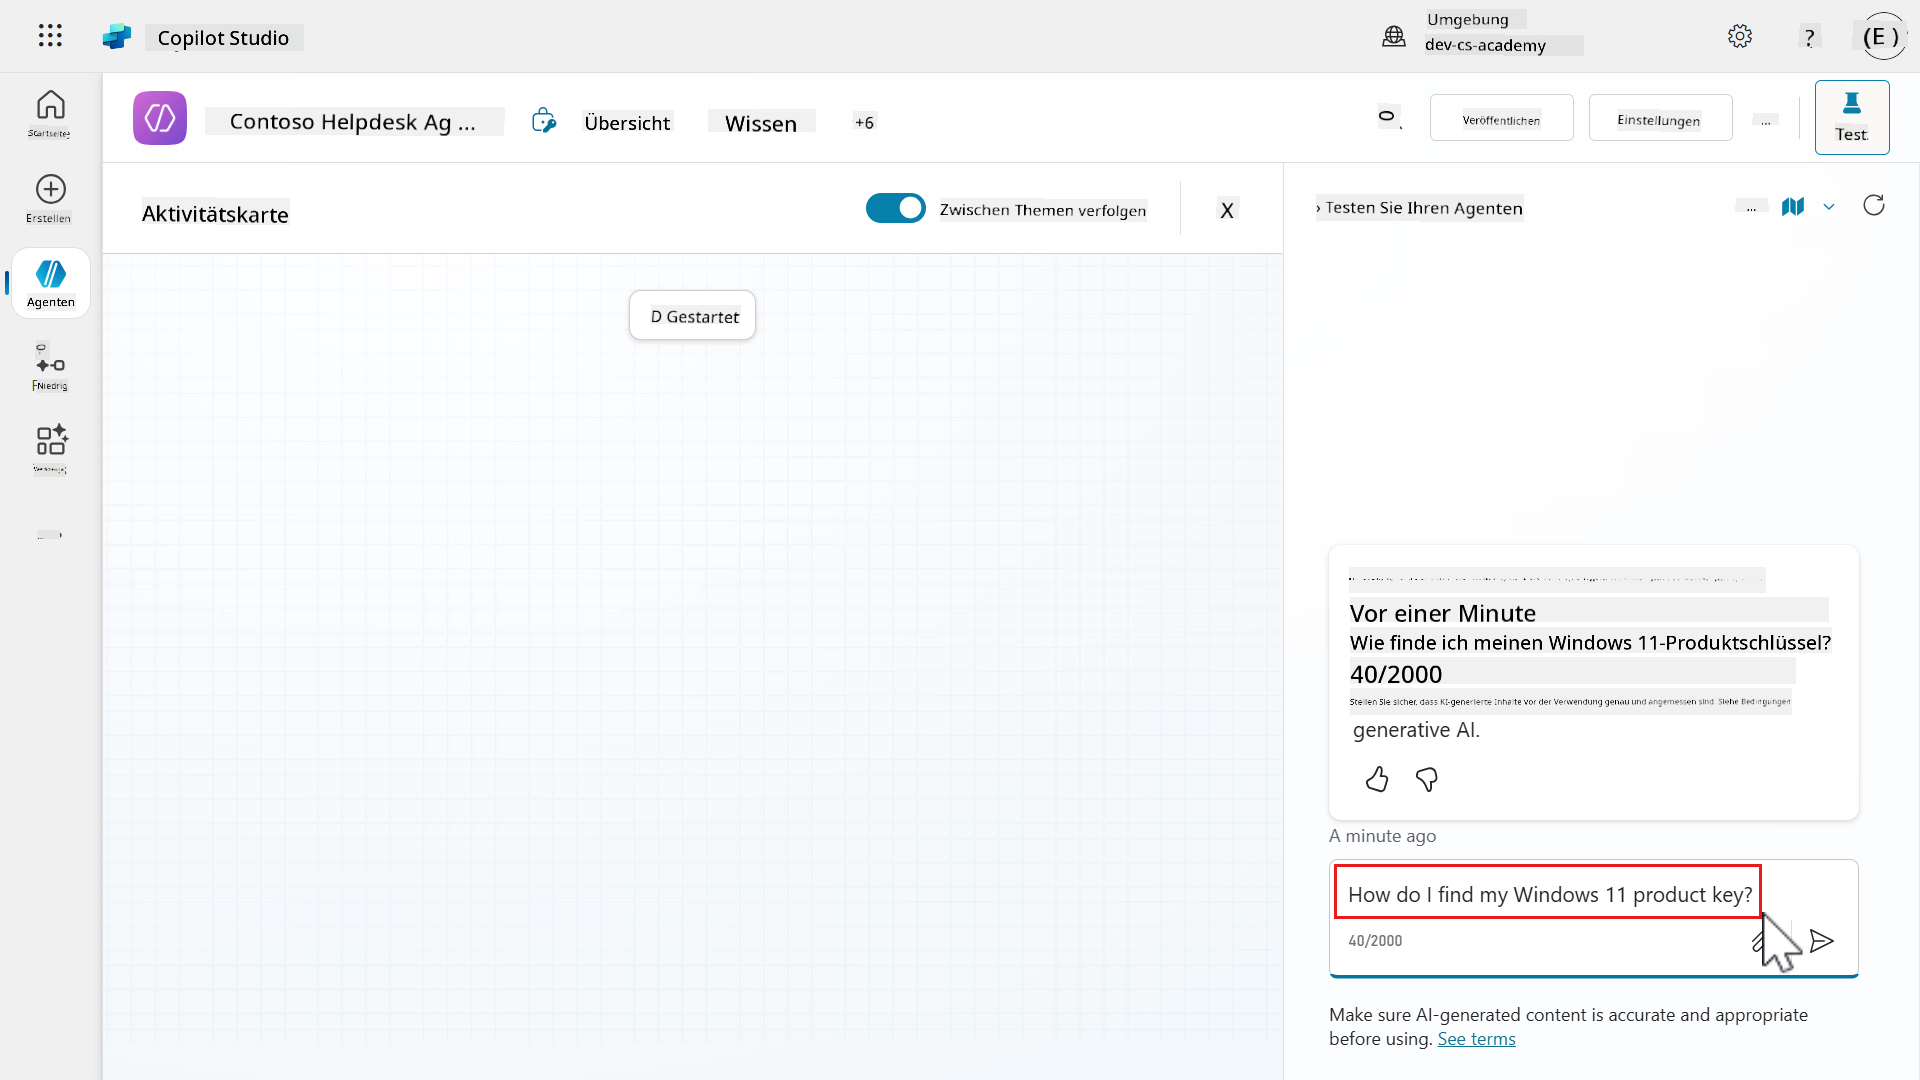 Copilot Studio
Umgebung
dev-cs-academy
?
(E )
Startseite
Contoso Helpdesk Ag ...
Übersicht
Wissen
+6
Veröffentlichen
Einstellungen
...
Test
Erstellen
Aktivitätskarte
Zwischen Themen verfolgen
X
› Testen Sie Ihren Agenten
...
Agenten
D Gestartet
Niedrig
Vor einer Minute
Wie finde ich meinen Windows 11-Produktschlüssel?
40/2000
Stellen Sie sicher, dass KI-generierte Inhalte vor der Verwendung genau und angemessen sind. Siehe Bedingungen
generative AI.
A minute ago
How do I find my Windows 11 product key?
40/2000
Make sure AI-generated content is accurate and appropriate
before using. See terms